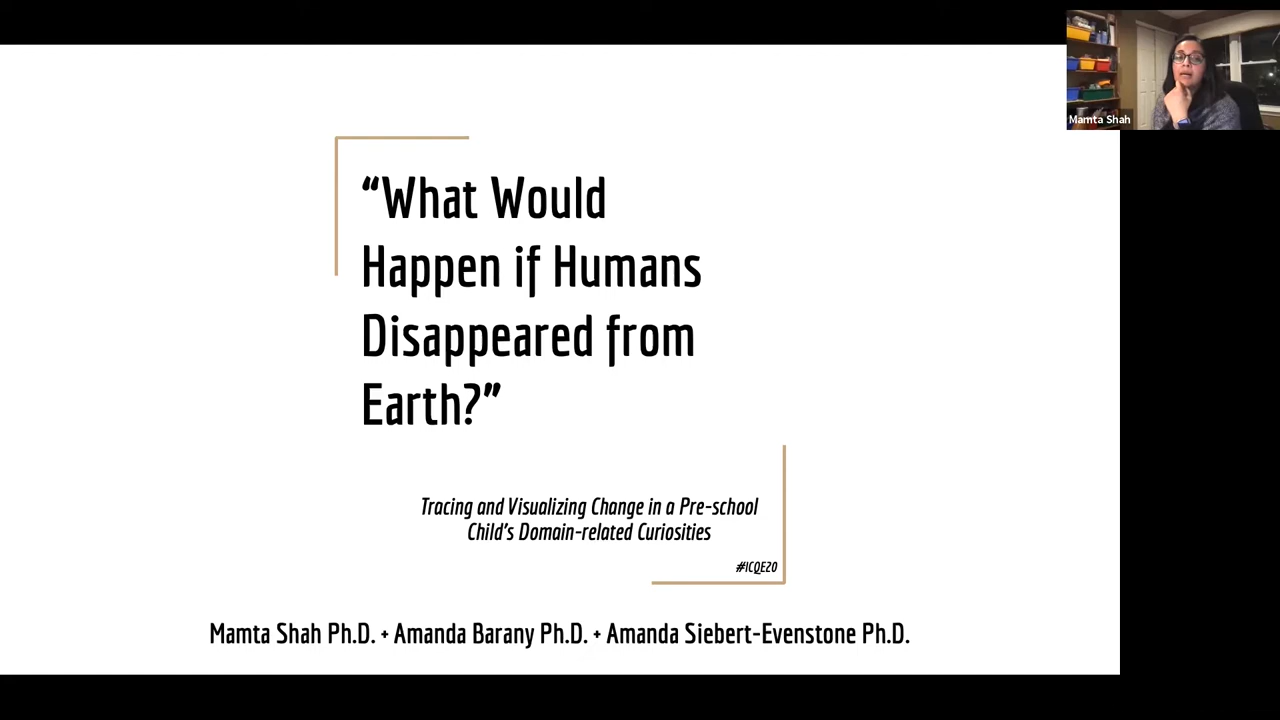 Mamta Shah
“What Would
Happen if Humans
Disappeared from
Earth?”
Tracing and Visualizing Change in a Pre-school
Child’s Domain-related Curiosities
#ICQE20
Mamta Shah Ph.D. + Amanda Barany Ph.D. + Amanda Siebert-Evenstone Ph.D.